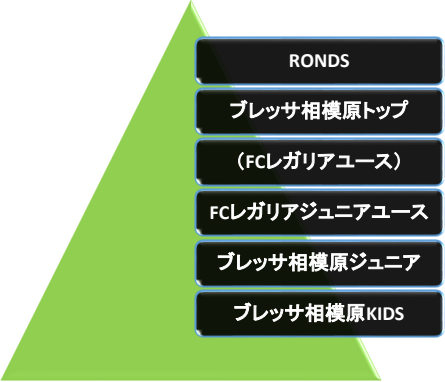 RONDS
ブレッサ相模原トップ
（FCレガリアユース）
FCレガリアジュニアユース
ブレッサ相模原ジュニア
ブレッサ相模原KIDS